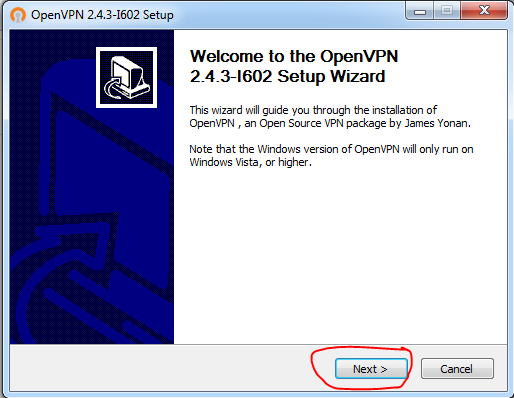 OpenVPN 2.4.3-I602 Setup
Welcome to the OpenVPN
2.4.3-I602 Setup Wizard
This wizard will guide you through the installation of
OpenVPN , an Open Source VPN package by James Yonan.
Note that the Windows version of OpenVPN will only run on
Windows Vista, or higher.
Next >
Cancel